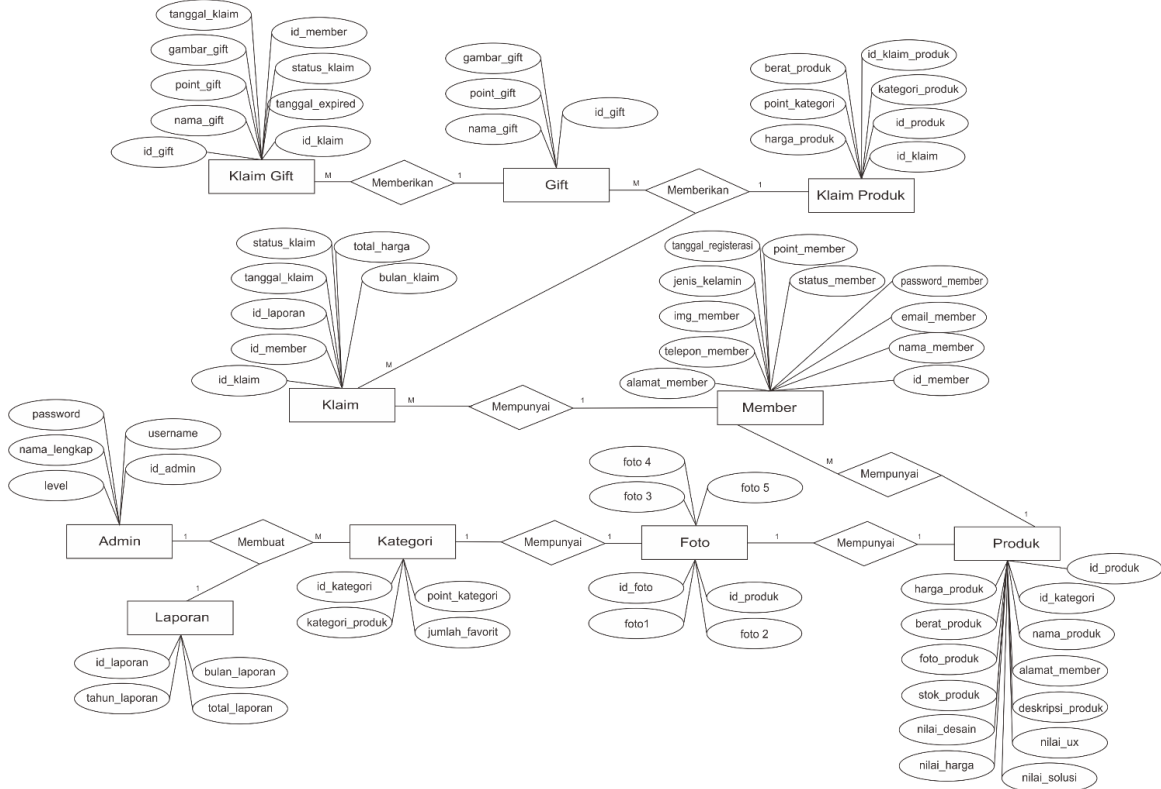 tanggal_klaim
gambar_gift
point_gift
nama_gift
id_gift
id_member
status_klaim
tanggal_expired
id_klaim
Klaim Gift
M
Memberikan
1
gambar_gift
point_gift
nama_gift
id_gift
Gift
M
Memberikan
1
berat_produk
point_kategori
harga_produk
id_klaim_produk
kategori_produk
id_produk
id_klaim
Klaim Produk
M
status_klaim
tanggal_klaim
id_laporan
id_member
id_klaim
total_harga
bulan_klaim
Klaim
M
Mempunyai
1
tanggal_registerasi
jenis_kelamin
img_member
telepon_member
alamat_member
point_member
status_member
password_member
email_member
nama_member
id_member
Member
M
Mempunyai
1
password
nama_lengkap
level
username
id_admin
Admin
1
Membuat
M
1
Kategori
id_kategori
kategori_produk
point_kategori
jumlah_favorit
1
Mempunyai
1
foto 4
foto 3
foto 5
Foto
id_foto
foto1
id_produk
foto 2
1
Mempunyai
1
Produk
id_produk
harga_produk
berat_produk
foto_produk
stok_produk
nilai_desain
nilai_harga
id_kategori
nama_produk
alamat_member
deskripsi_produk
nilai_ux
nilai_solusi
Laporan
id_laporan
tahun_laporan
bulan_laporan
total_laporan